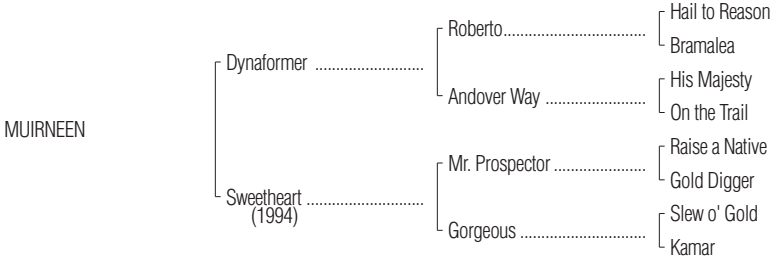 Hail to Reason
Roberto..................................
Bramalea
Dynaformer ..........................
His Majesty
Andover Way ........................
On the Trail
MUIRNEEN
Raise a Native
Mr. Prospector ......................
Gold Digger
Sweetheart ............................
(1994)
Slew o' Gold
Gorgeous ..............................
Kamar